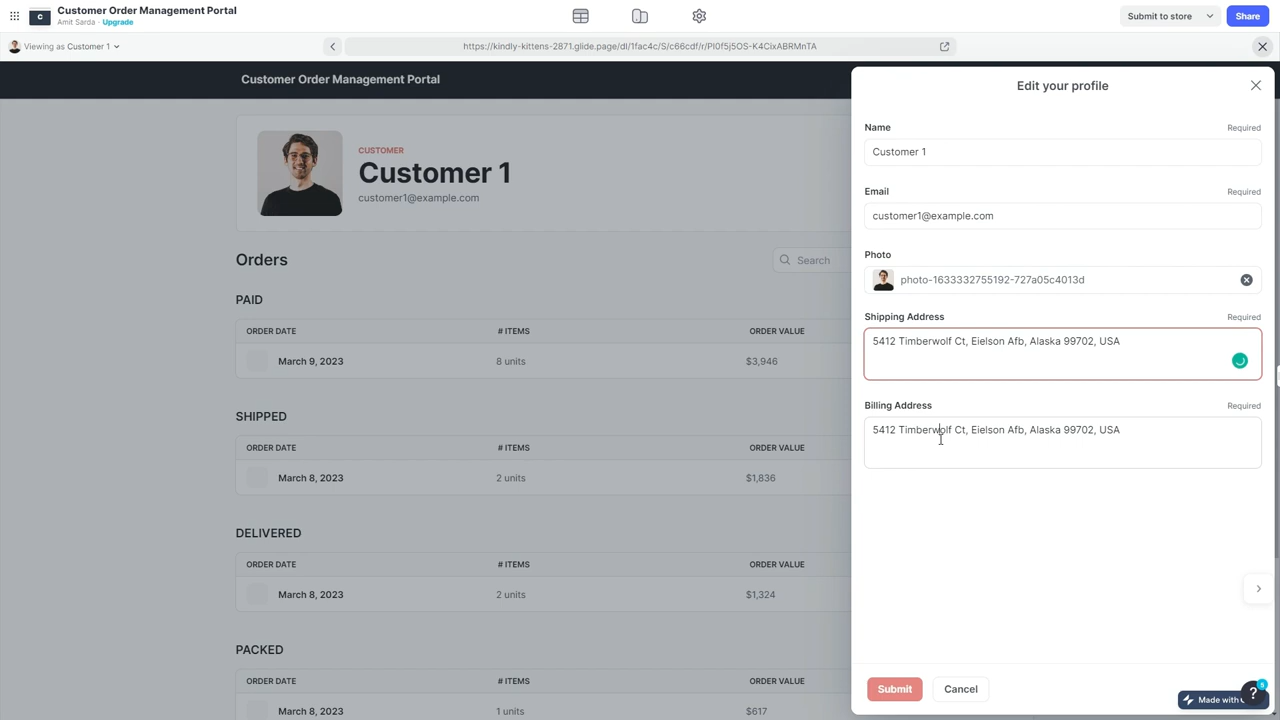 Customer Order Management Portal
Amit Sarda · Upgrade
Submit to store
Share
Viewing as Customer 1
https://kindly-kittens-2871.glide.page/dl/1fac4c/S/c66cdf/r/PI0f5j5OS-K4CixABRMnTA
Customer Order Management Portal
CUSTOMER
Customer 1
customer1@example.com
Orders
Search
PAID
ORDER DATE # ITEMS ORDER VALUE
March 9, 2023 8 units $3,946
SHIPPED
ORDER DATE # ITEMS ORDER VALUE
March 8, 2023 2 units $1,836
DELIVERED
ORDER DATE # ITEMS ORDER VALUE
March 8, 2023 2 units $1,324
PACKED
ORDER DATE # ITEMS ORDER VALUE
March 8, 2023 1 units $617
Edit your profile
Name Required
Customer 1
Email Required
customer1@example.com
Photo
photo-1633332755192-727a05c4013d
Shipping Address Required
5412 Timberwolf Ct, Eielson Afb, Alaska 99702, USA
Billing Address Required
5412 Timberwolf Ct, Eielson Afb, Alaska 99702, USA
Submit
Cancel
Made with
?